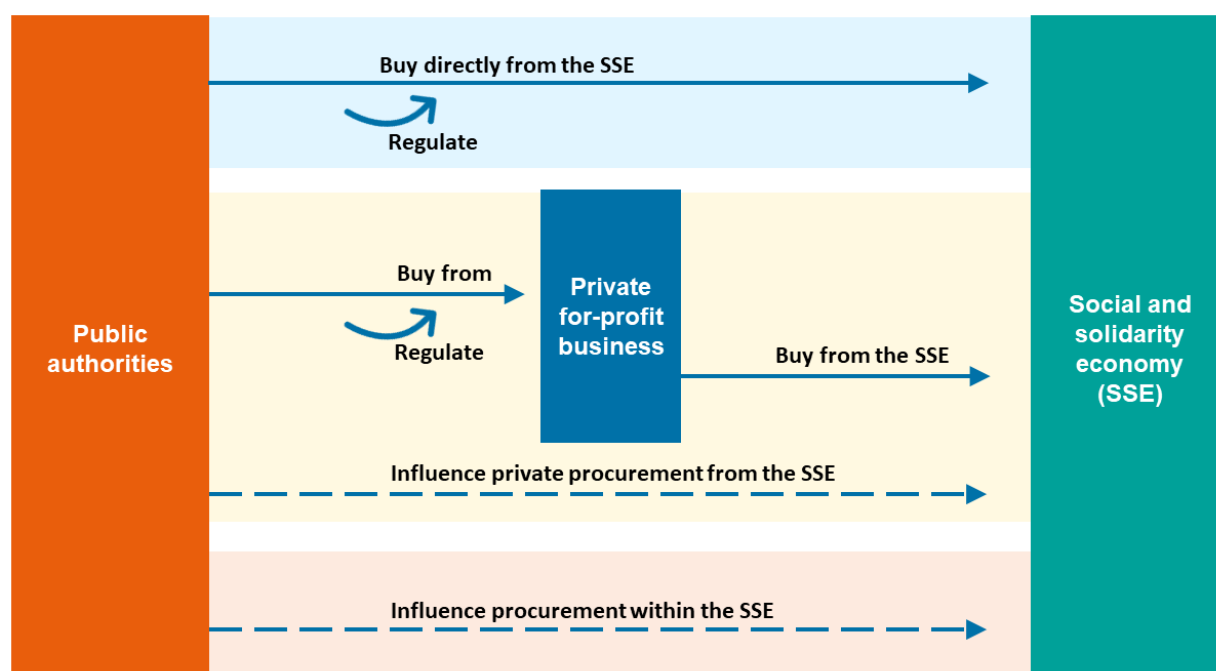 Public
authorities
Buy directly from the SSE
Regulate
Buy from
Regulate
Private
for-profit
business
Buy from the SSE
Influence private procurement from the SSE
Influence procurement within the SSE
Social and
solidarity
economy
(SSE)